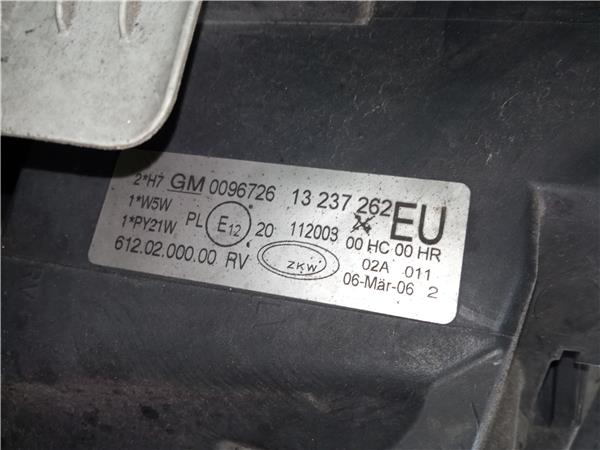 2*H7 GM 0096726 13 237 262 EU
1*W5W
1*PY21W PL E12 20 112003 X 00 HC 00 HR
612.02.000.00 RV ZKW 02A 011
06-Mär-06 2